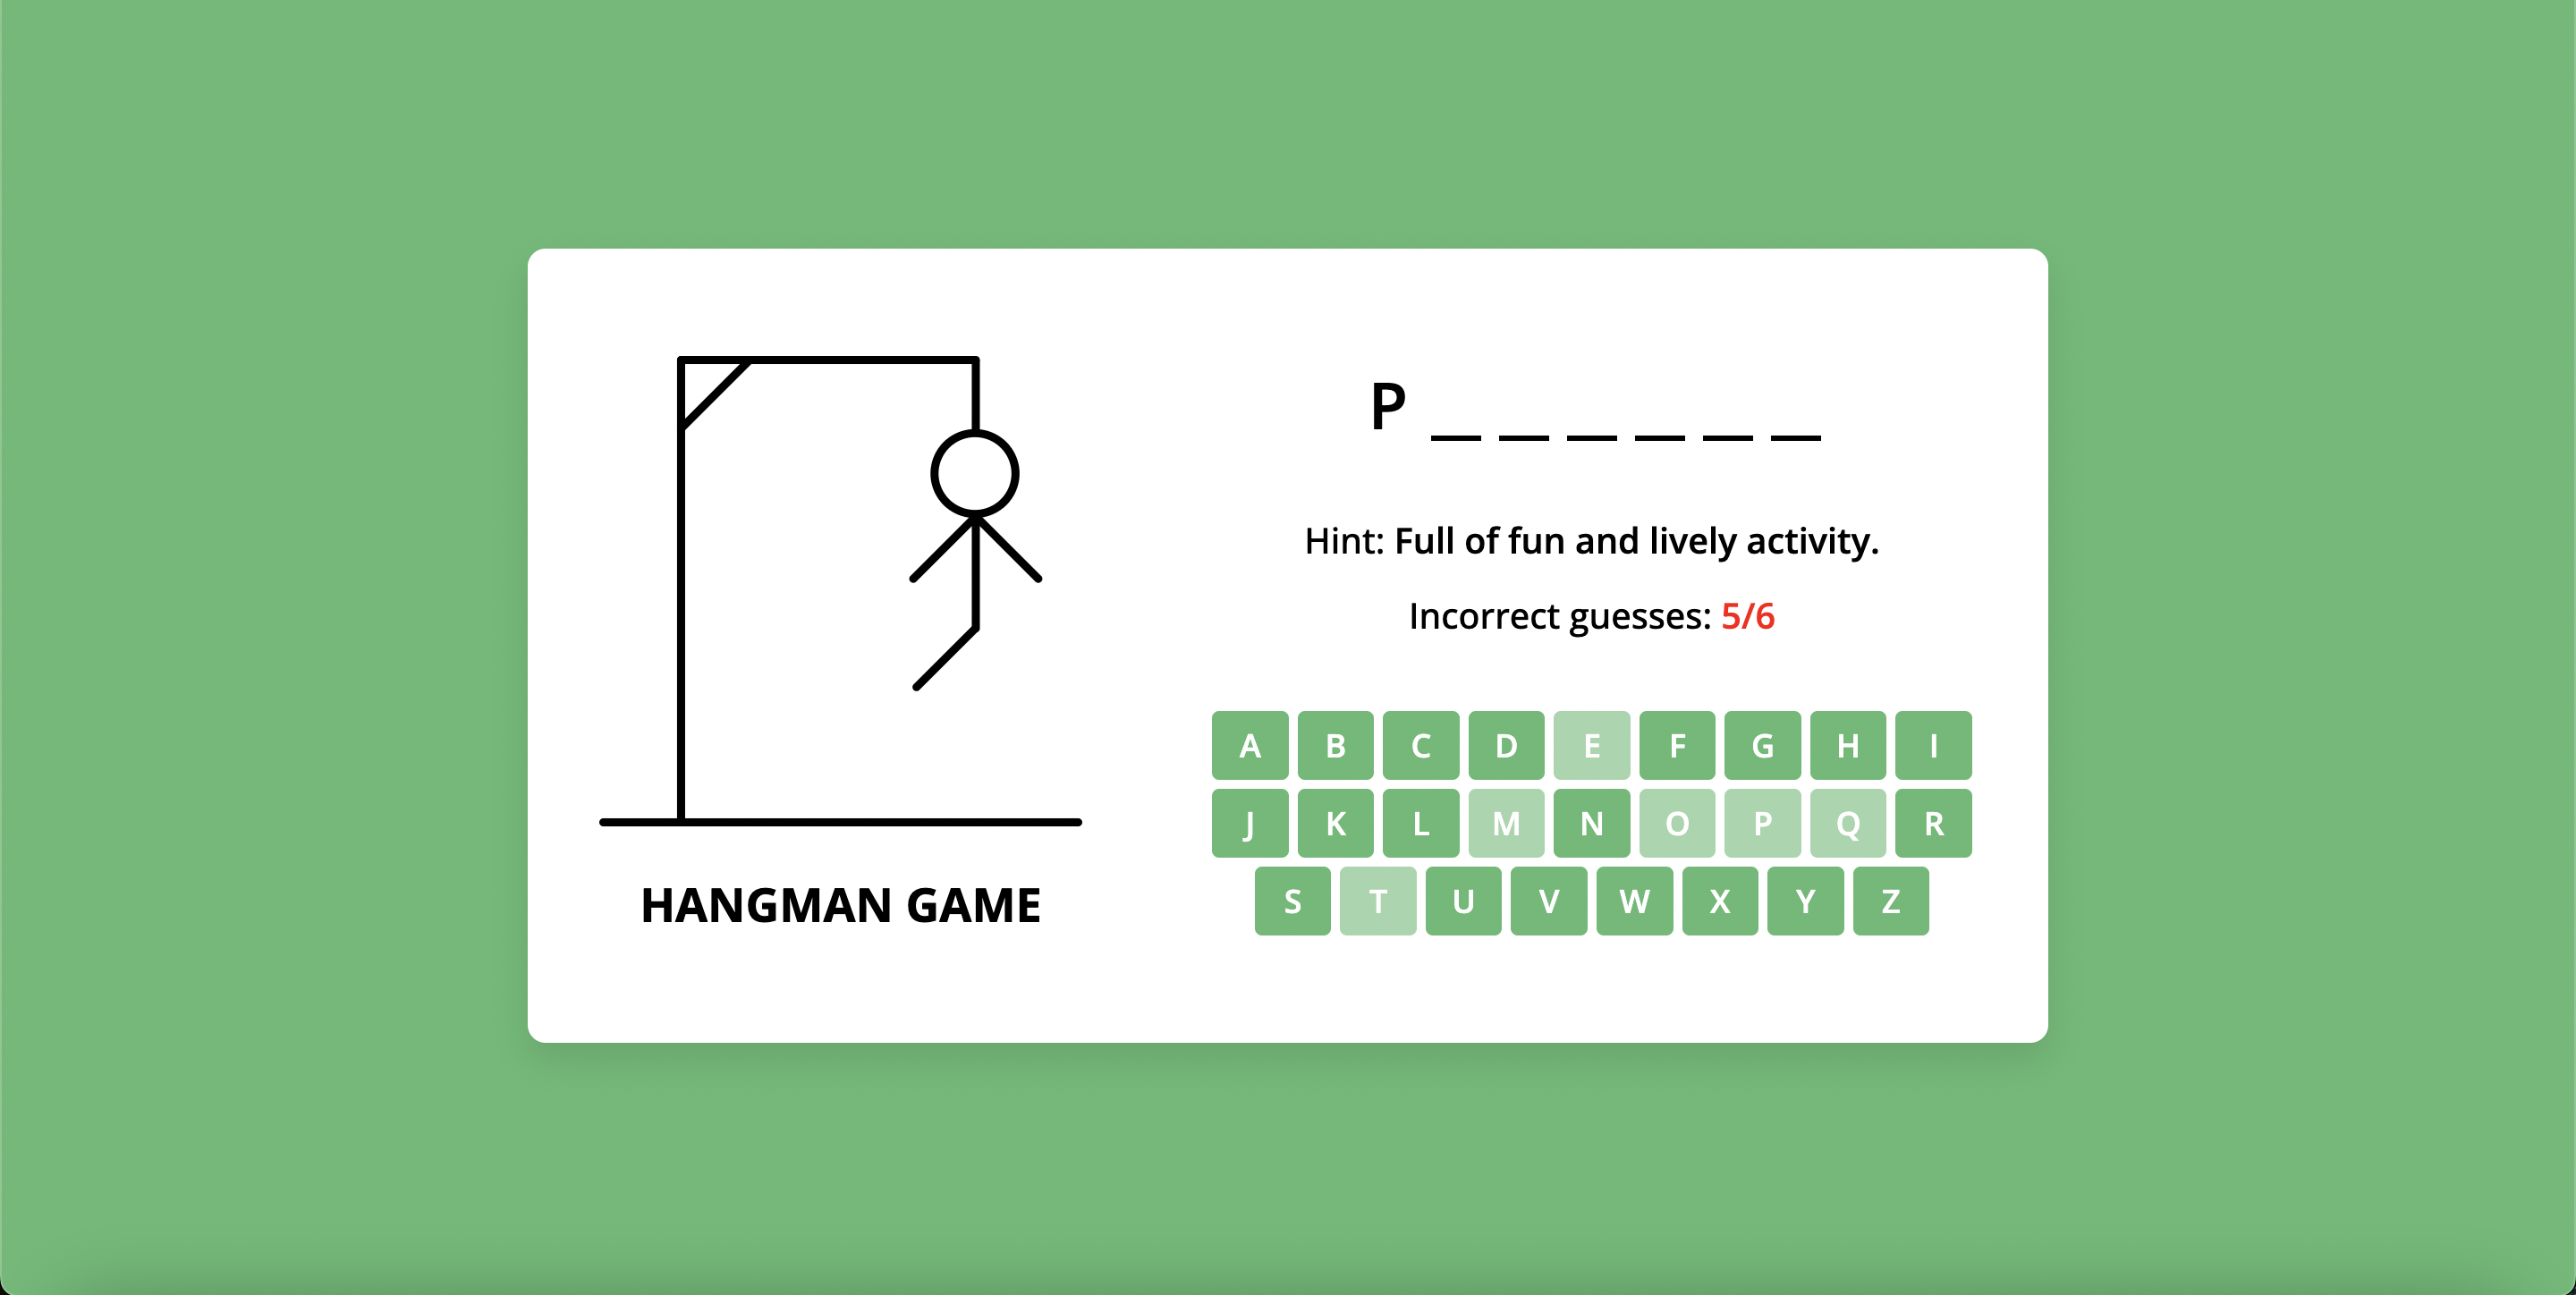 P _ _ _ _ _ _
Hint: Full of fun and lively activity.
Incorrect guesses: 5/6
A B C D E F G H I
J K L M N O P Q R
S T U V W X Y Z
HANGMAN GAME